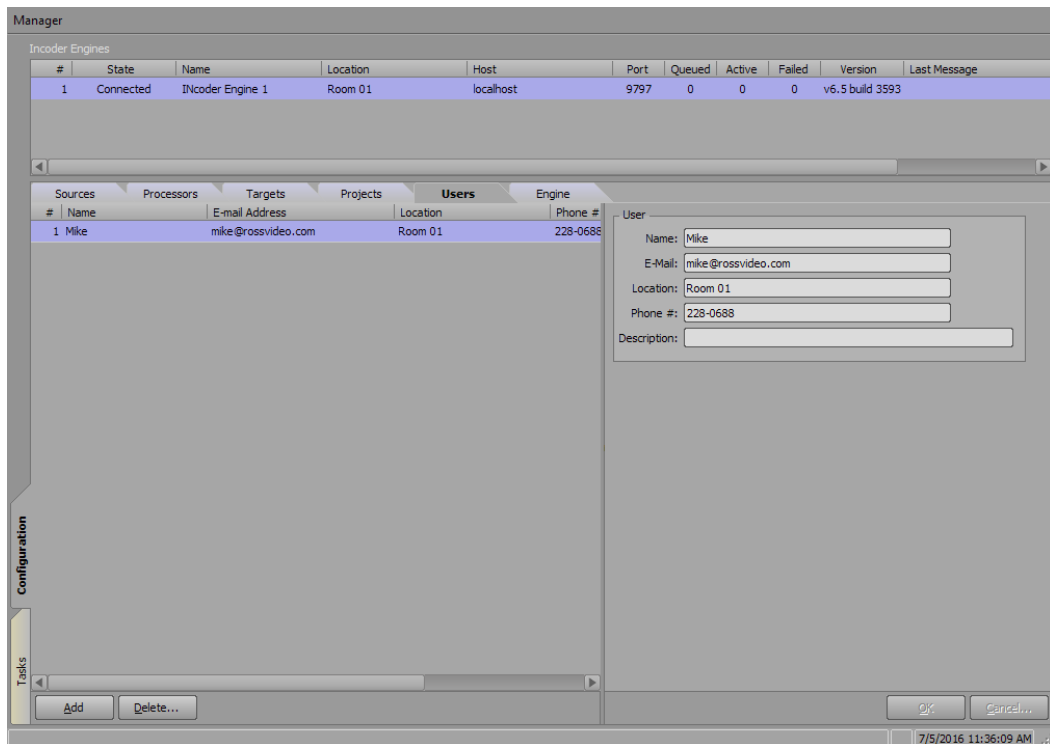 Manager
Incoder Engines
# State Name Location Host Port Queued Active Failed Version Last Message
1 Connected INcoder Engine 1 Room 01 localhost 9797 0 0 0 v6.5 build 3593
Sources Processors Targets Projects Users Engine
# Name E-mail Address Location Phone #
1 Mike mike@rossvideo.com Room 01 228-0688
User
Name: Mike
E-Mail: mike@rossvideo.com
Location: Room 01
Phone #: 228-0688
Description:
Configuration
Tasks
Add Delete...
OK Cancel...
7/5/2016 11:36:09 AM